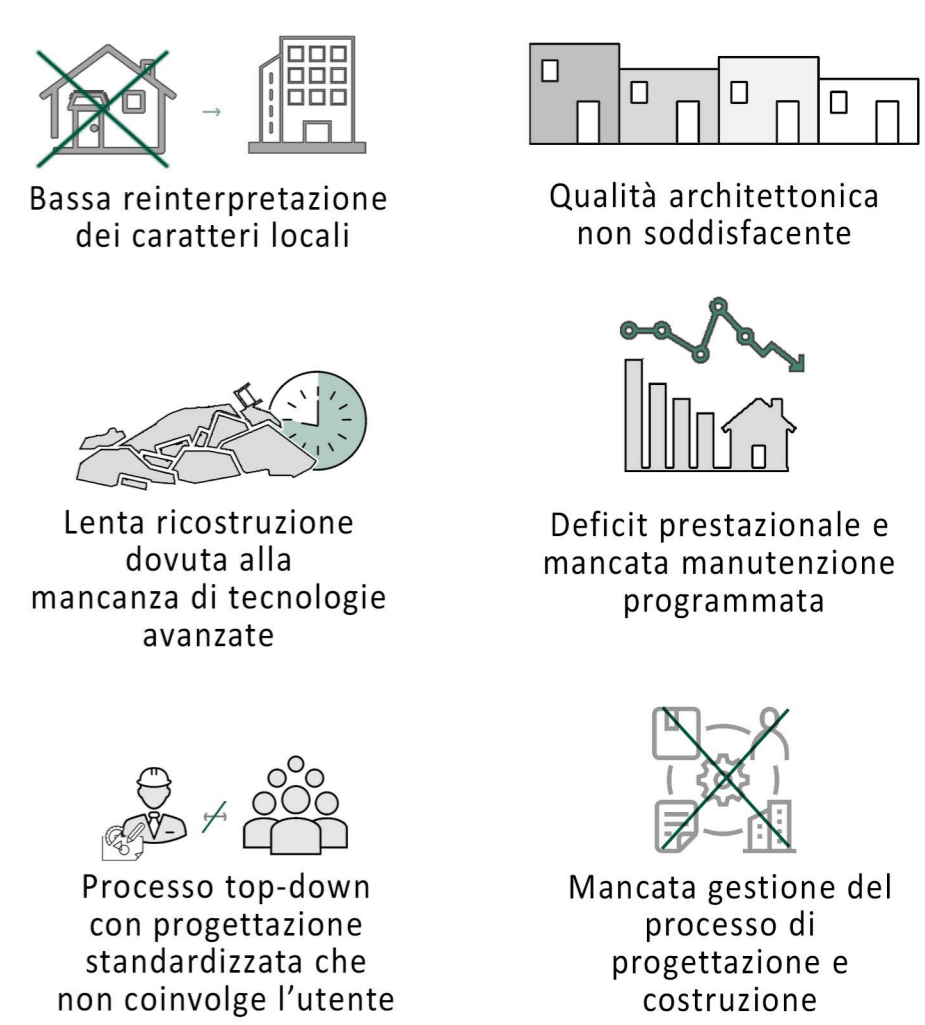 Bassa reinterpretazione
dei caratteri locali
Qualità architettonica
non soddisfacente
Lenta ricostruzione
dovuta alla
mancanza di tecnologie
avanzate
Deficit prestazionale e
mancata manutenzione
programmata
Processo top-down
con progettazione
standardizzata che
non coinvolge l'utente
Mancata gestione del
processo di
progettazione e
costruzione